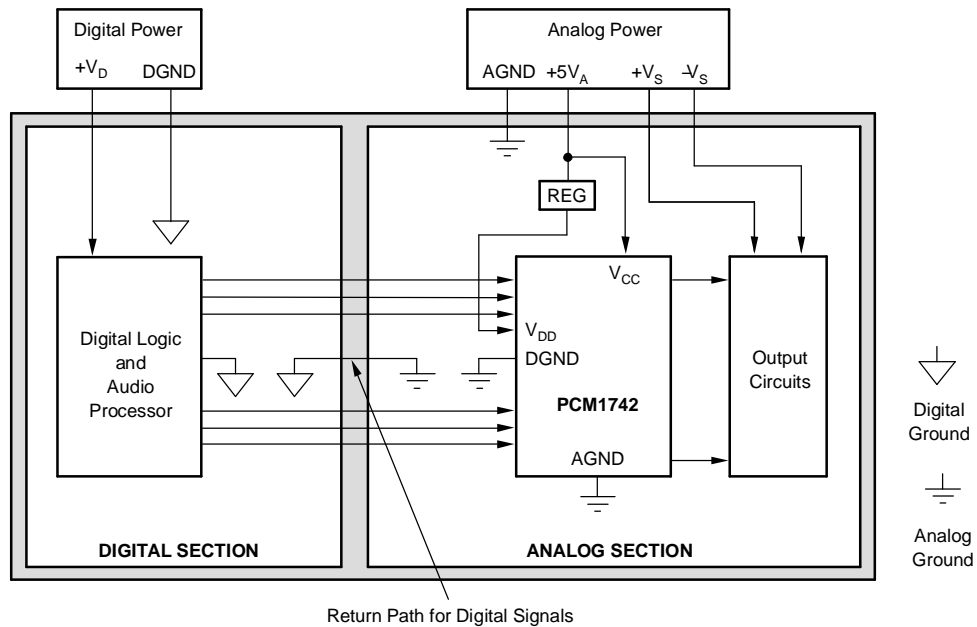 Digital Power
+VD DGND
Analog Power
AGND +5VA +VS –VS
REG
VCC
VDD
DGND
PCM1742
AGND
Digital Logic
and
Audio
Processor
Output
Circuits
Digital
Ground
Analog
Ground
DIGITAL SECTION
ANALOG SECTION
Return Path for Digital Signals